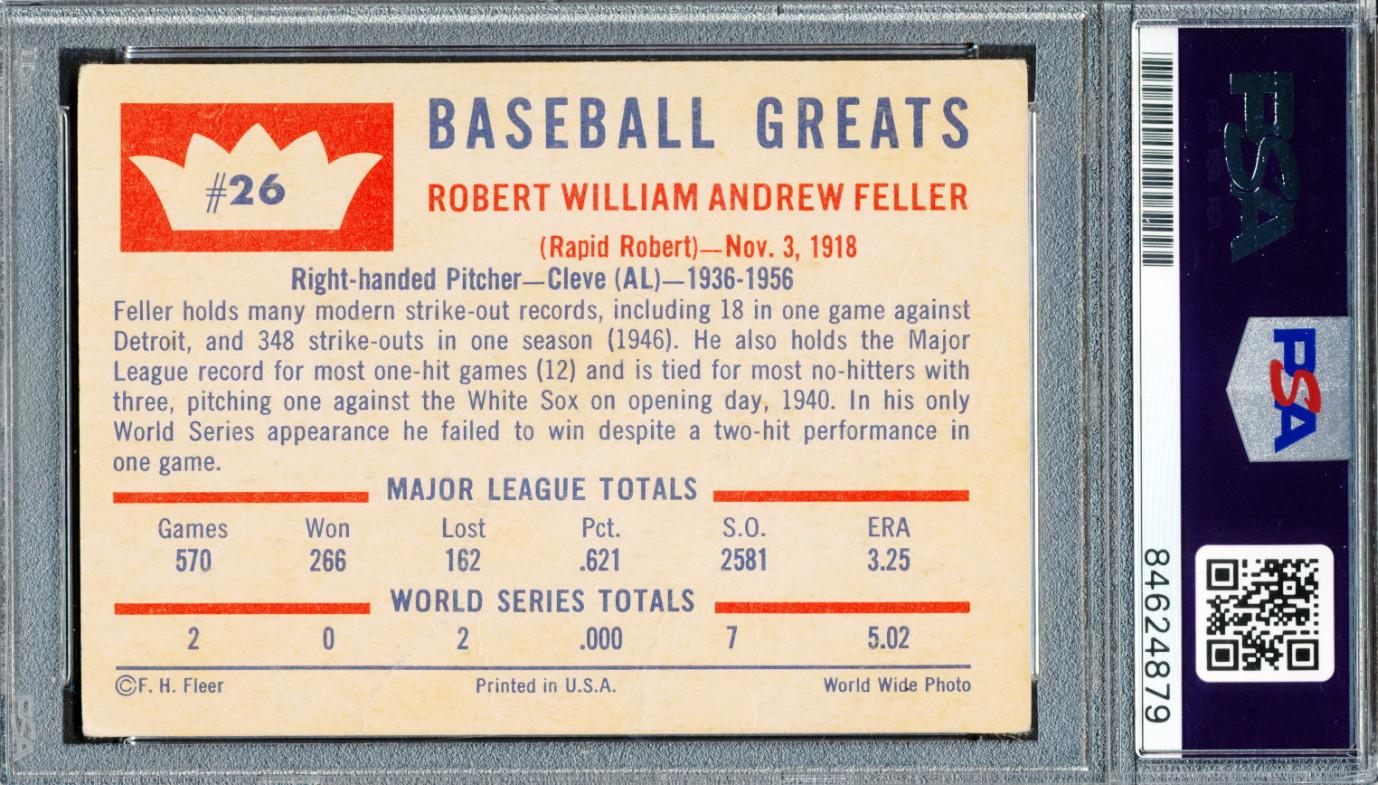 #26
BASEBALL GREATS
ROBERT WILLIAM ANDREW FELLER
(Rapid Robert)—Nov. 3, 1918
Right-handed Pitcher—Cleve (AL)—1936-1956
Feller holds many modern strike-out records, including 18 in one game against
Detroit, and 348 strike-outs in one season (1946). He also holds the Major
League record for most one-hit games (12) and is tied for most no-hitters with
three, pitching one against the White Sox on opening day, 1940. In his only
World Series appearance he failed to win despite a two-hit performance in
one game.
MAJOR LEAGUE TOTALS
Games Won Lost Pct. S.O. ERA
570 266 162 .621 2581 3.25
WORLD SERIES TOTALS
2 0 2 .000 7 5.02
©F. H. Fleer Printed in U.S.A. World Wide Photo
PSA
PSA
84624879
PSA